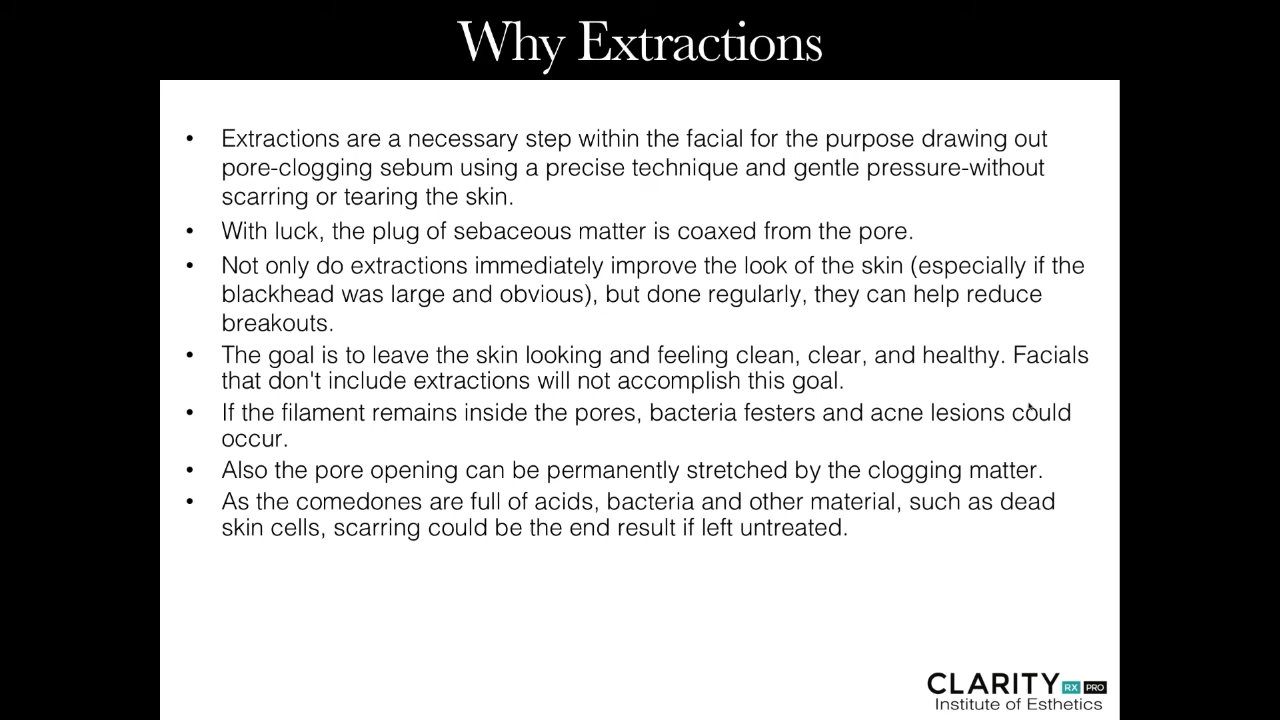 Why Extractions
• Extractions are a necessary step within the facial for the purpose drawing out
pore-clogging sebum using a precise technique and gentle pressure-without
scarring or tearing the skin.
• With luck, the plug of sebaceous matter is coaxed from the pore.
• Not only do extractions immediately improve the look of the skin (especially if the
blackhead was large and obvious), but done regularly, they can help reduce
breakouts.
• The goal is to leave the skin looking and feeling clean, clear, and healthy. Facials
that don't include extractions will not accomplish this goal.
• If the filament remains inside the pores, bacteria festers and acne lesions could
occur.
• Also the pore opening can be permanently stretched by the clogging matter.
• As the comedones are full of acids, bacteria and other material, such as dead
skin cells, scarring could be the end result if left untreated.
CLARITY RX PRO
Institute of Esthetics